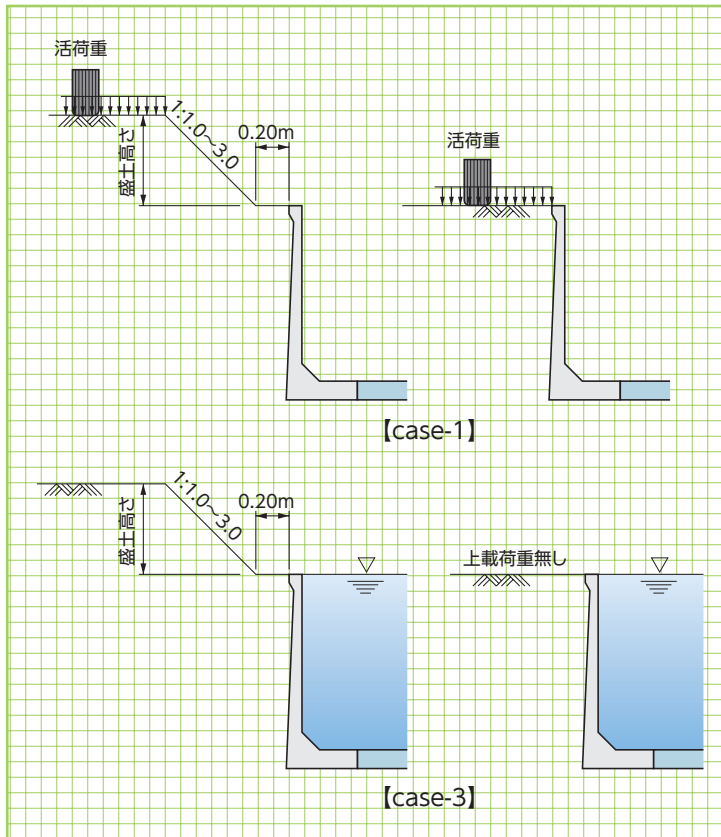 活荷重
1:1.0～3.0
0.20m
盛土高さ
活荷重
【case-1】
1:1.0～3.0
0.20m
盛土高さ
上載荷重無し
【case-3】